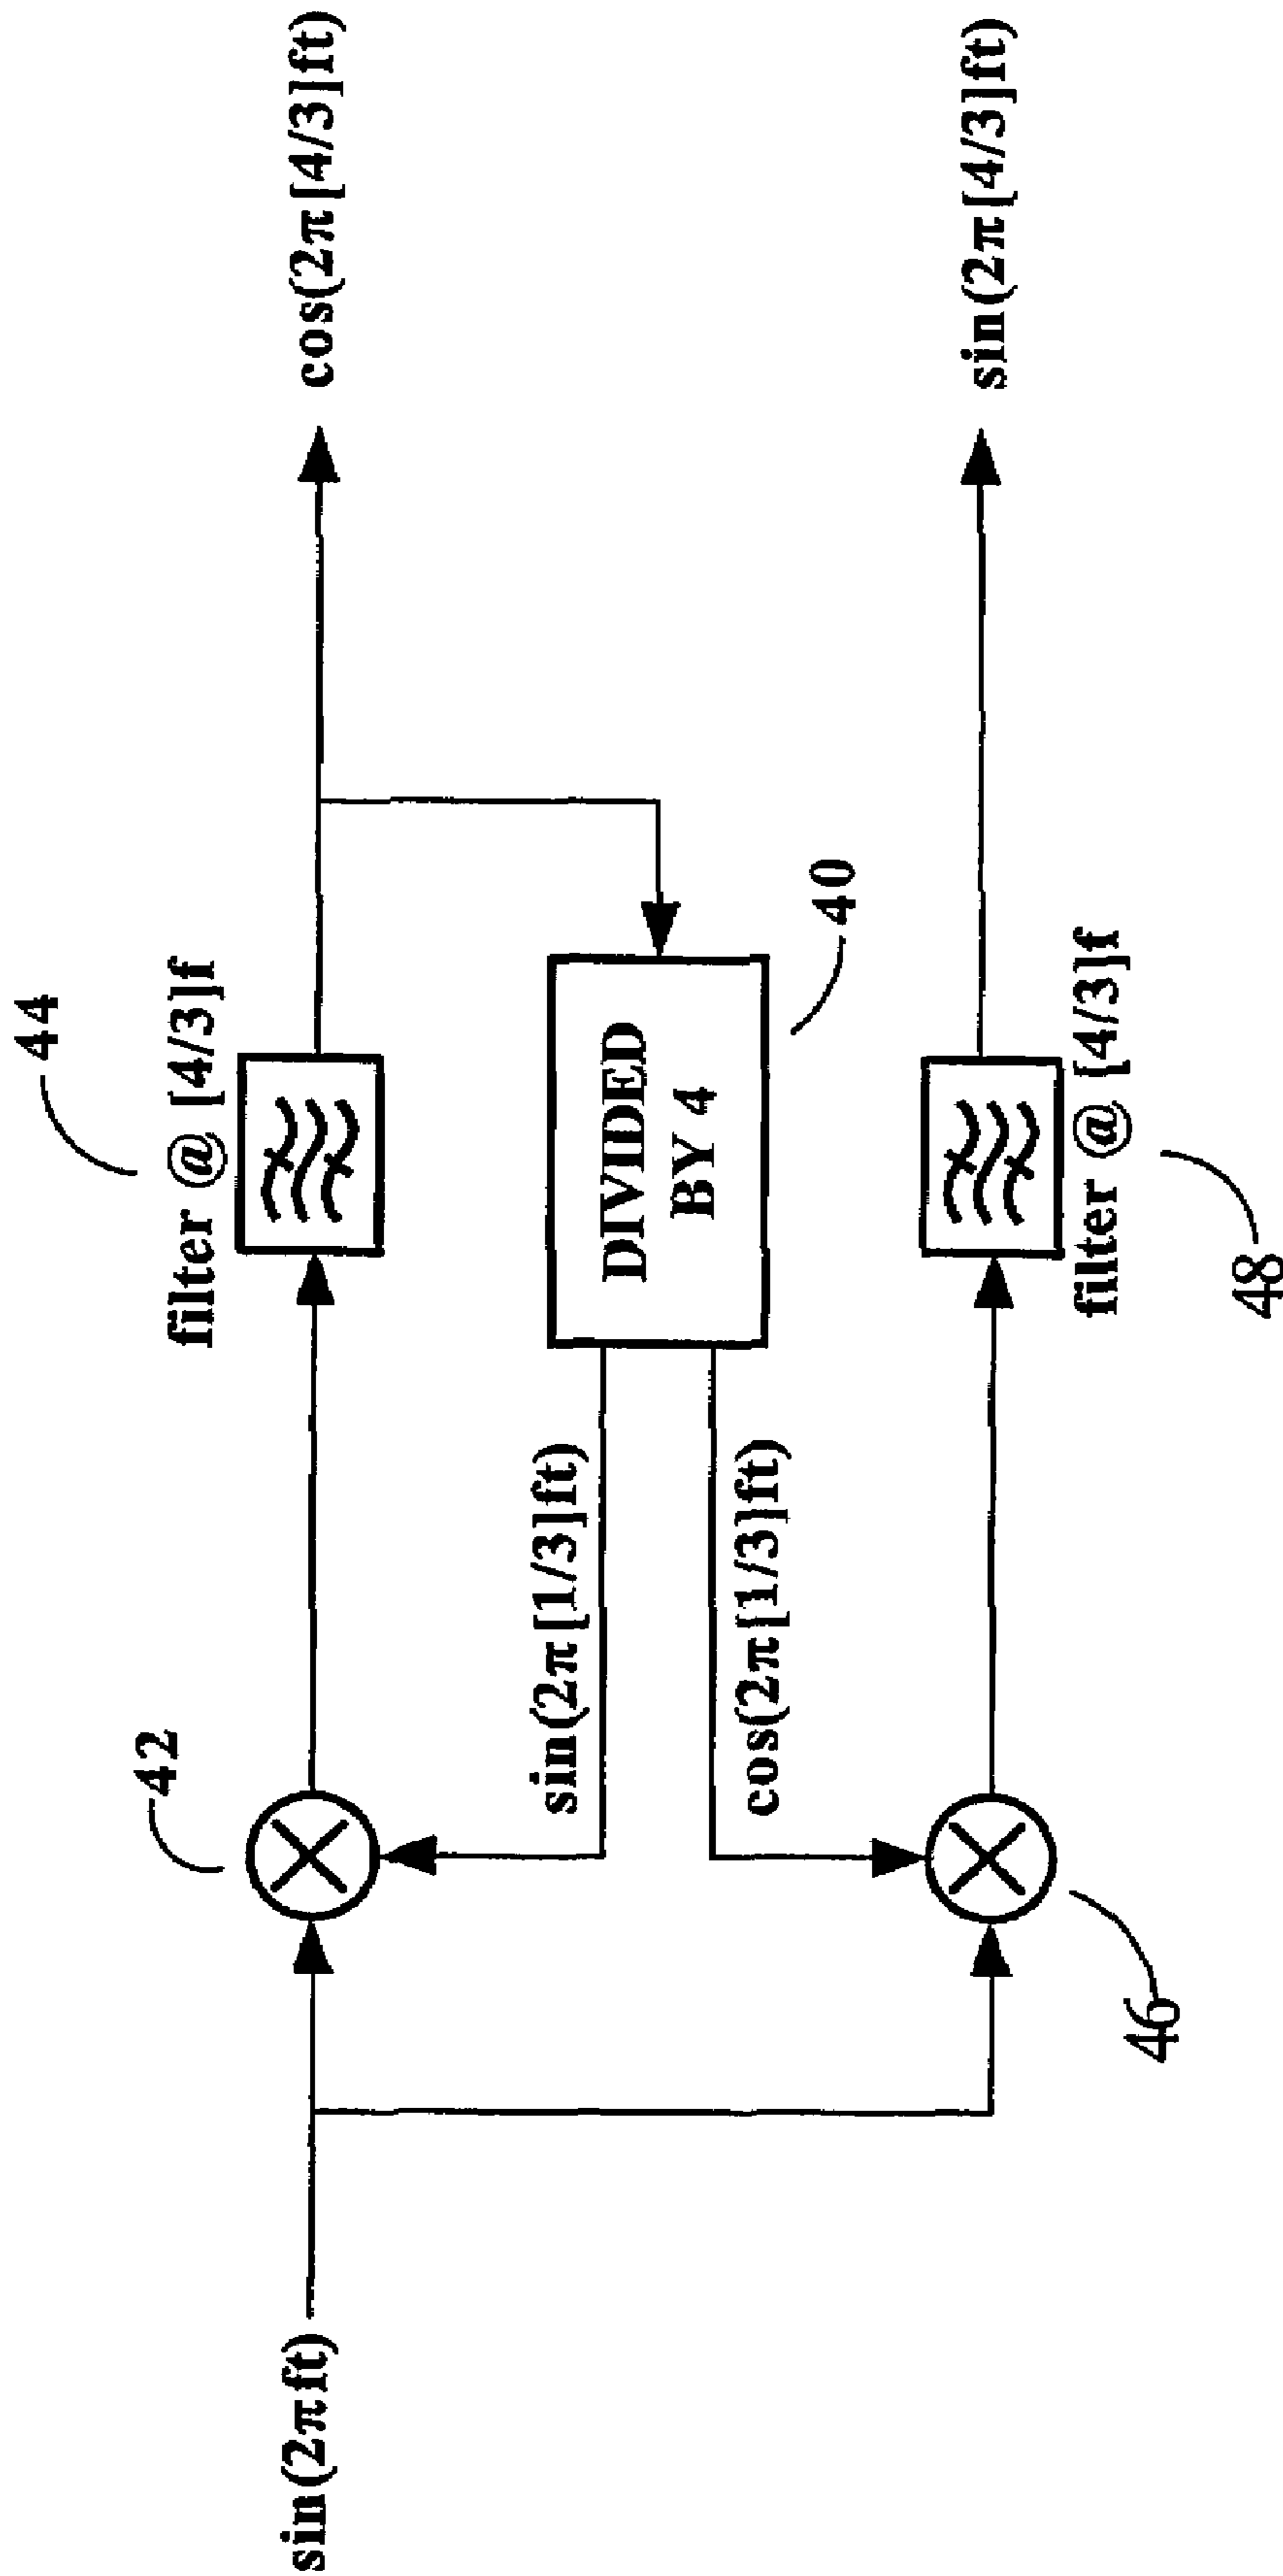 44
filter @ [4/3]f
cos(2π[4/3]ft)
42
sin(2πft)
sin(2π[1/3]ft)
DIVIDED
BY 4
40
cos(2π[1/3]ft)
sin(2π[4/3]ft)
filter @ [4/3]f
46
48